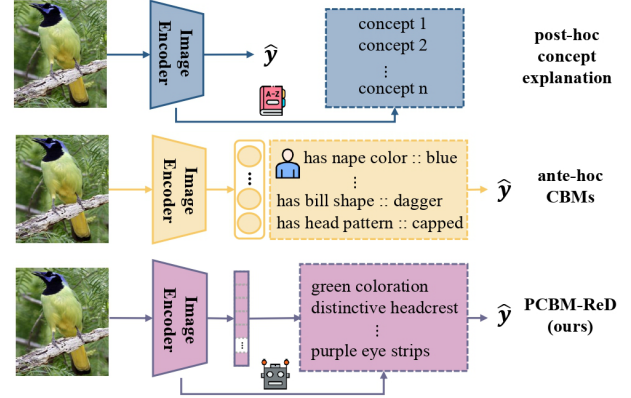 Image Encoder
ŷ
A-Z
concept 1
concept 2
⋮
concept n
post-hoc
concept
explanation
Image Encoder
⋮
has nape color :: blue
⋮
has bill shape :: dagger
has head pattern :: capped
ŷ
ante-hoc
CBMs
Image Encoder
...
green coloration
distinctive headcrest
⋮
purple eye strips
ŷ
PCBM-ReD
(ours)